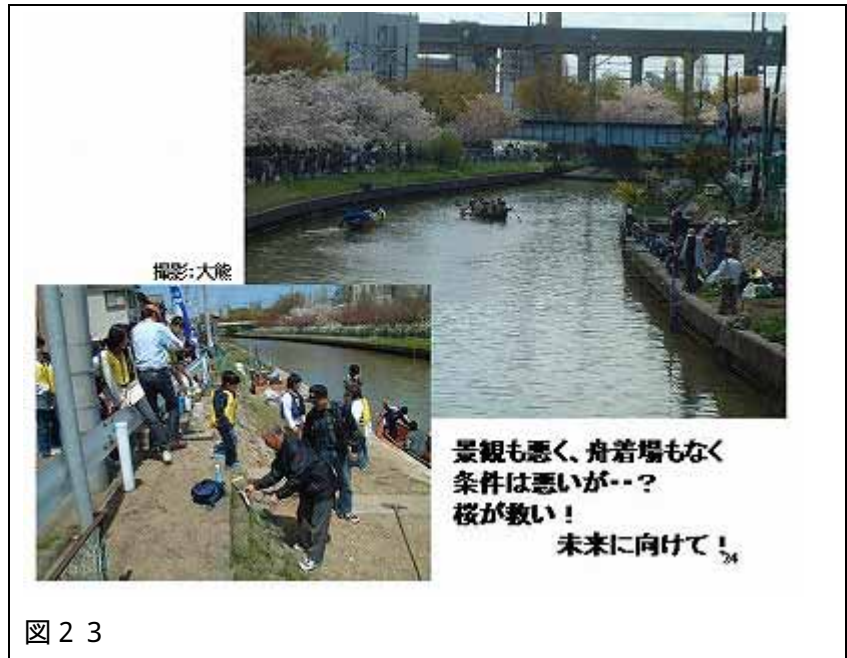 撮影:大熊
景観も悪く、舟着場もなく
条件は悪いが--?
桜が救い!
未来に向けて!
24
図23